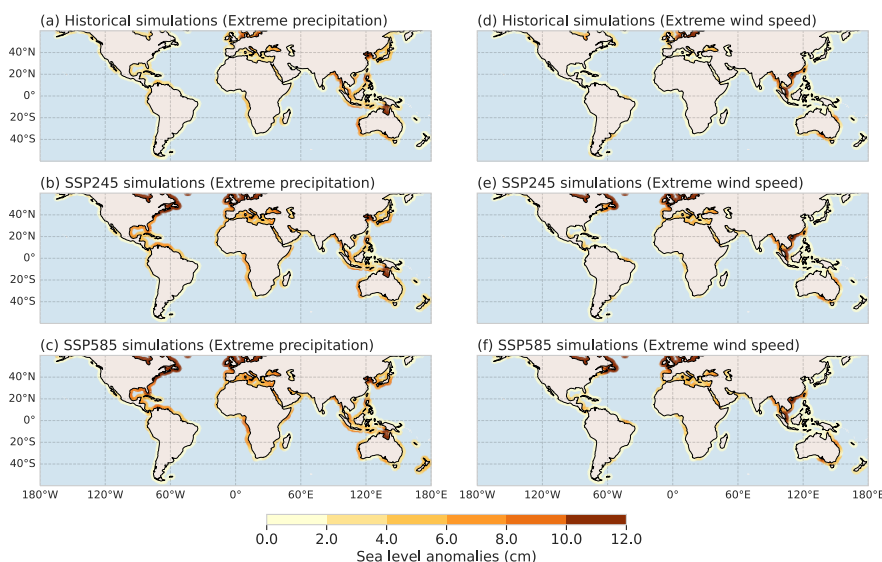 (a) Historical simulations (Extreme precipitation)
40°N
20°N
0°
20°S
40°S
(d) Historical simulations (Extreme wind speed)
(b) SSP245 simulations (Extreme precipitation)
40°N
20°N
0°
20°S
40°S
(e) SSP245 simulations (Extreme wind speed)
(c) SSP585 simulations (Extreme precipitation)
40°N
20°N
0°
20°S
40°S
180°W 120°W 60°W 0° 60°E 120°E 180°E
(f) SSP585 simulations (Extreme wind speed)
180°W 120°W 60°W 0° 60°E 120°E 180°E
0.0 2.0 4.0 6.0 8.0 10.0 12.0
Sea level anomalies (cm)